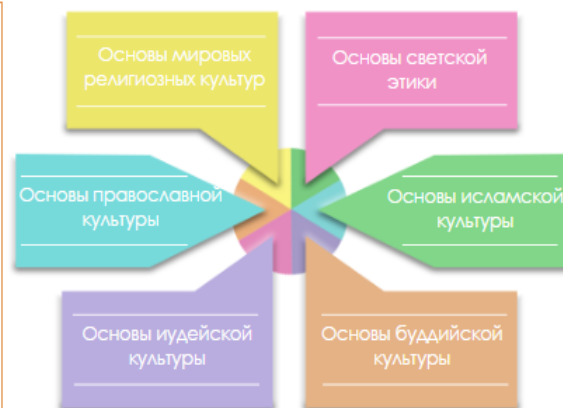 Основы мировых
религиозных культур
Основы светской
этики
Основы православной
культуры
Основы исламской
культуры
Основы иудейской
культуры
Основы буддийской
культуры